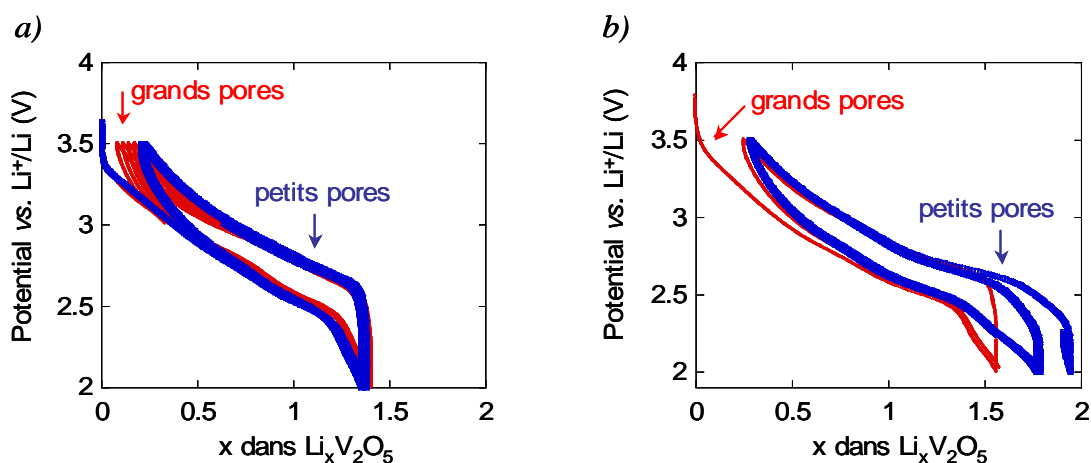 a)
4
3.5
3
2.5
2
Potential vs. Li⁺/Li (V)
grands pores
petits pores
0
0.5
1
1.5
2
x dans LiₓV₂O₅
b)
4
3.5
3
2.5
2
Potential vs. Li⁺/Li (V)
grands pores
petits pores
0
0.5
1
1.5
2
x dans LiₓV₂O₅